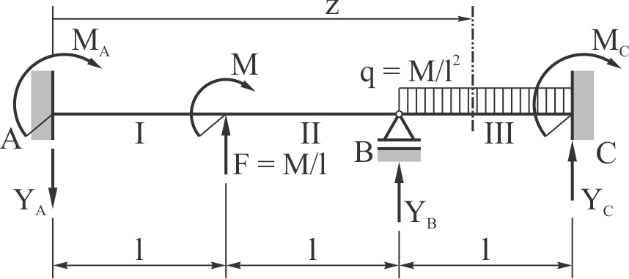 z
M_A M q = M/l² M_C
A I II B III C
F = M/l
Y_A Y_B Y_C
l l l